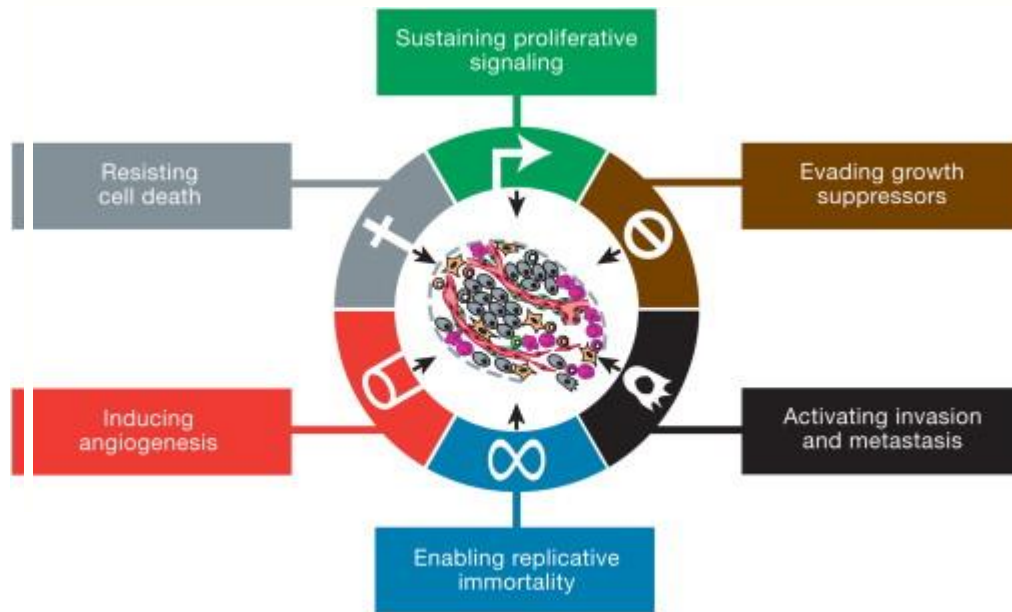 Sustaining proliferative
signaling
Resisting
cell death
Evading growth
suppressors
Inducing
angiogenesis
Activating invasion
and metastasis
Enabling replicative
immortality